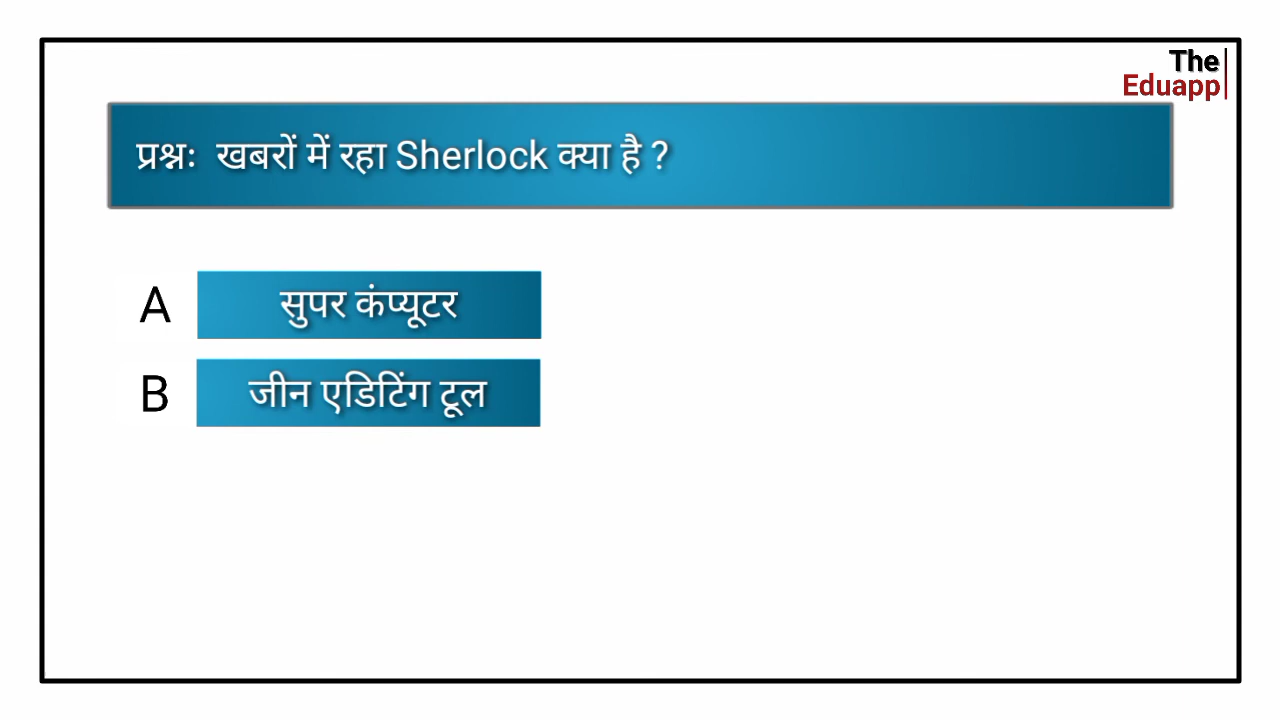 The
Eduapp
प्रश्नः खबरों में रहा Sherlock क्या है ?
A सुपर कंप्यूटर
B जीन एडिटिंग टूल